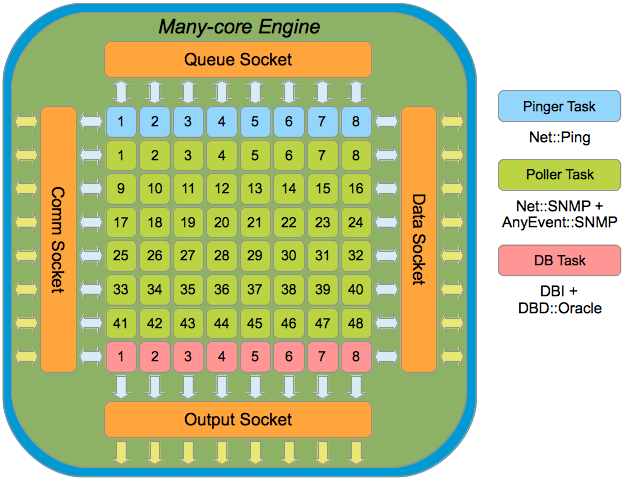 Many-core Engine
Queue Socket
1 2 3 4 5 6 7 8
1 2 3 4 5 6 7 8
9 10 11 12 13 14 15 16
17 18 19 20 21 22 23 24
25 26 27 28 29 30 31 32
33 34 35 36 37 38 39 40
41 42 43 44 45 46 47 48
1 2 3 4 5 6 7 8
Comm Socket
Data Socket
Output Socket
Pinger Task
Net::Ping
Poller Task
Net::SNMP +
AnyEvent::SNMP
DB Task
DBI +
DBD::Oracle